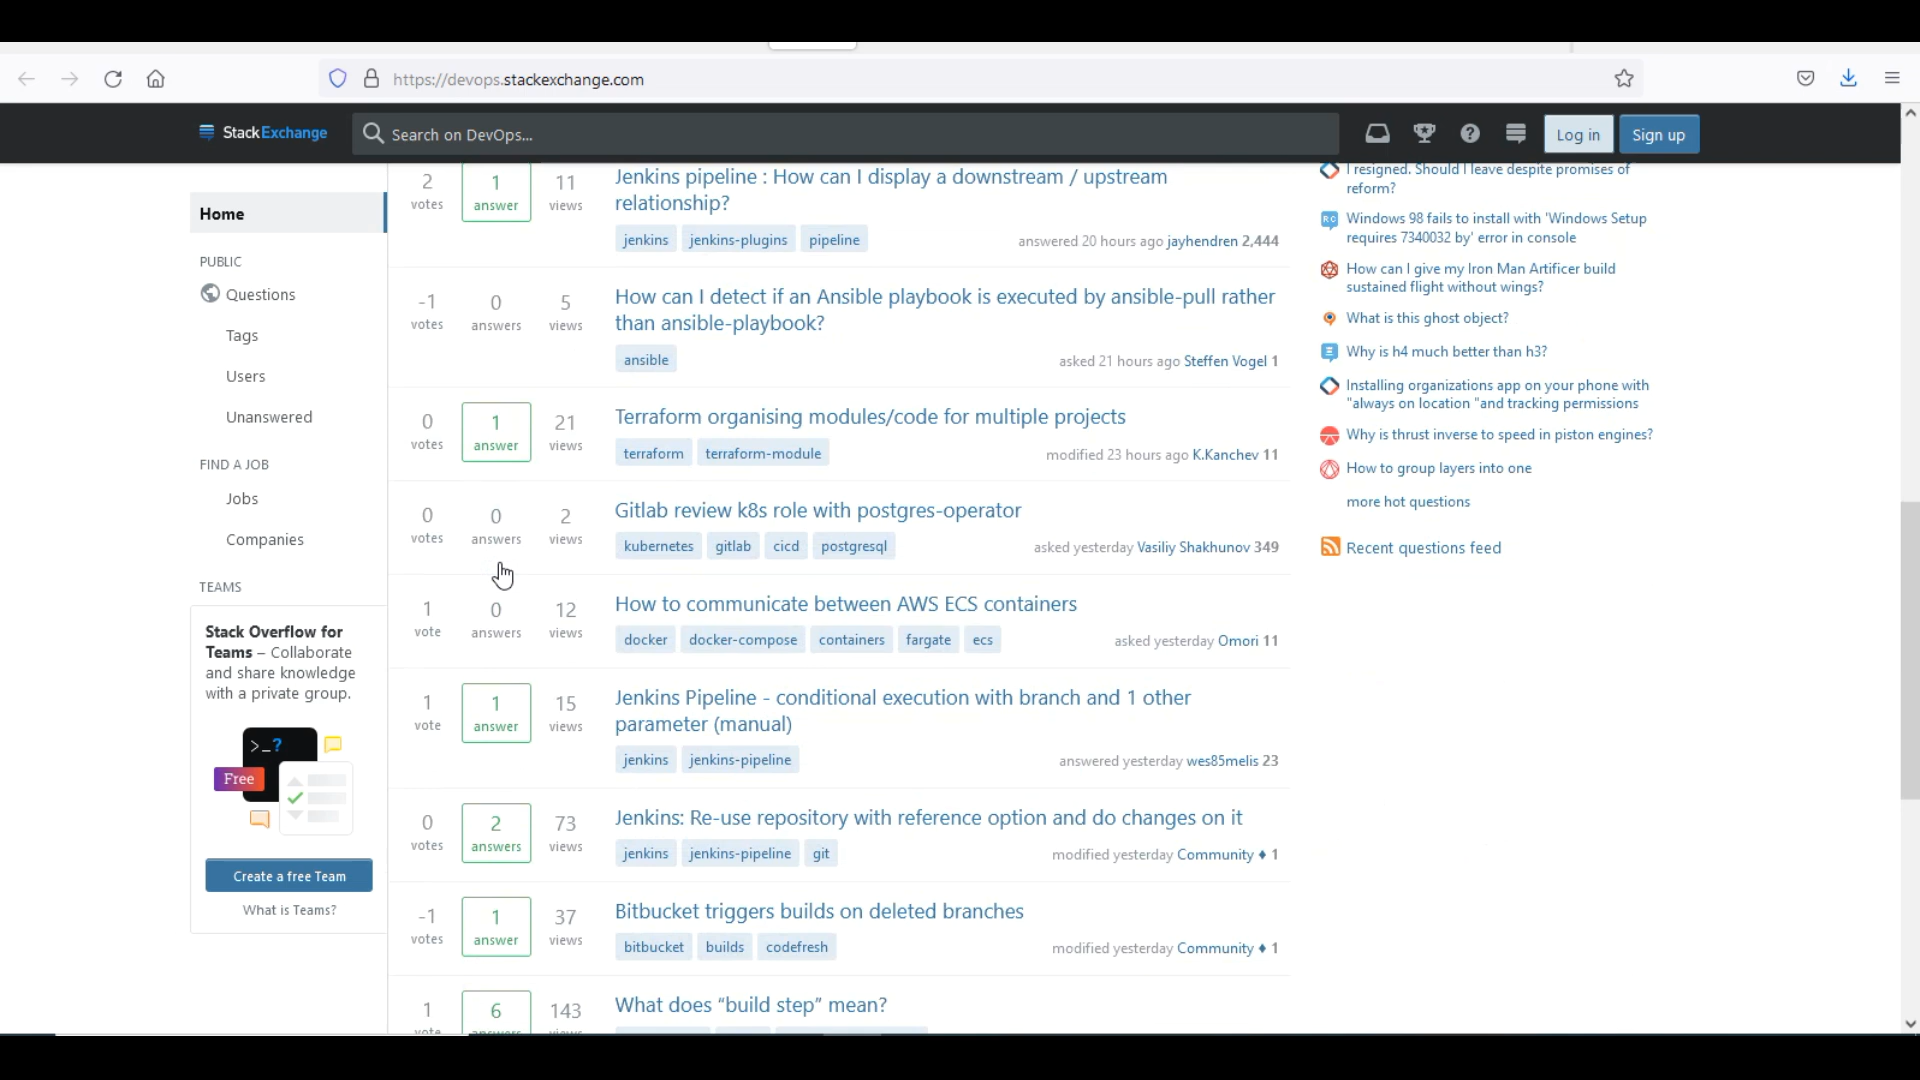 https://devops.stackexchange.com
StackExchange
Search on DevOps...
Log in
Sign up
Home
PUBLIC
Questions
Tags
Users
Unanswered
FIND A JOB
Jobs
Companies
TEAMS
Stack Overflow for
Teams – Collaborate
and share knowledge
with a private group.
>_?
Free
Create a free Team
What is Teams?
2 votes
1 answer
11 views
Jenkins pipeline : How can I display a downstream / upstream
relationship?
jenkins jenkins-plugins pipeline
answered 20 hours ago jayhendren 2,444
-1 votes
0 answers
5 views
How can I detect if an Ansible playbook is executed by ansible-pull rather
than ansible-playbook?
ansible
asked 21 hours ago Steffen Vogel 1
0 votes
1 answer
21 views
Terraform organising modules/code for multiple projects
terraform terraform-module
modified 23 hours ago K.Kanchev 11
0 votes
0 answers
2 views
Gitlab review k8s role with postgres-operator
kubernetes gitlab cicd postgresql
asked yesterday Vasiliy Shakhunov 349
1 vote
0 answers
12 views
How to communicate between AWS ECS containers
docker docker-compose containers fargate ecs
asked yesterday Omori 11
1 vote
1 answer
15 views
Jenkins Pipeline - conditional execution with branch and 1 other
parameter (manual)
jenkins jenkins-pipeline
answered yesterday wes85melis 23
0 votes
2 answers
73 views
Jenkins: Re-use repository with reference option and do changes on it
jenkins jenkins-pipeline git
modified yesterday Community ♦ 1
-1 votes
1 answer
37 views
Bitbucket triggers builds on deleted branches
bitbucket builds codefresh
modified yesterday Community ♦ 1
1 vote
6 answers
143 views
What does “build step” mean?
I resigned. Should I leave despite promises of
reform?
Windows 98 fails to install with 'Windows Setup
requires 7340032 by' error in console
How can I give my Iron Man Artificer build
sustained flight without wings?
What is this ghost object?
Why is h4 much better than h3?
Installing organizations app on your phone with
"always on location "and tracking permissions
Why is thrust inverse to speed in piston engines?
How to group layers into one
more hot questions
Recent questions feed